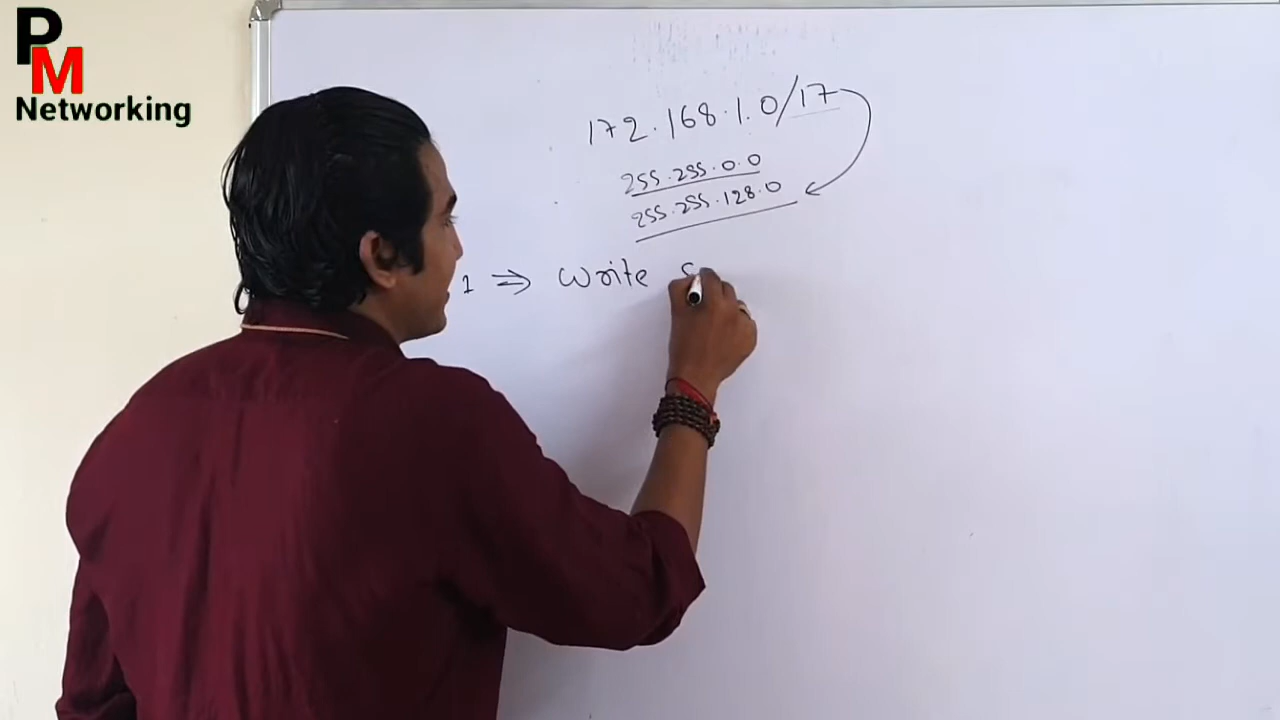 PM
Networking
172.168.1.0/17
255.255.0.0
255.255.128.0
1 ⇒ Write